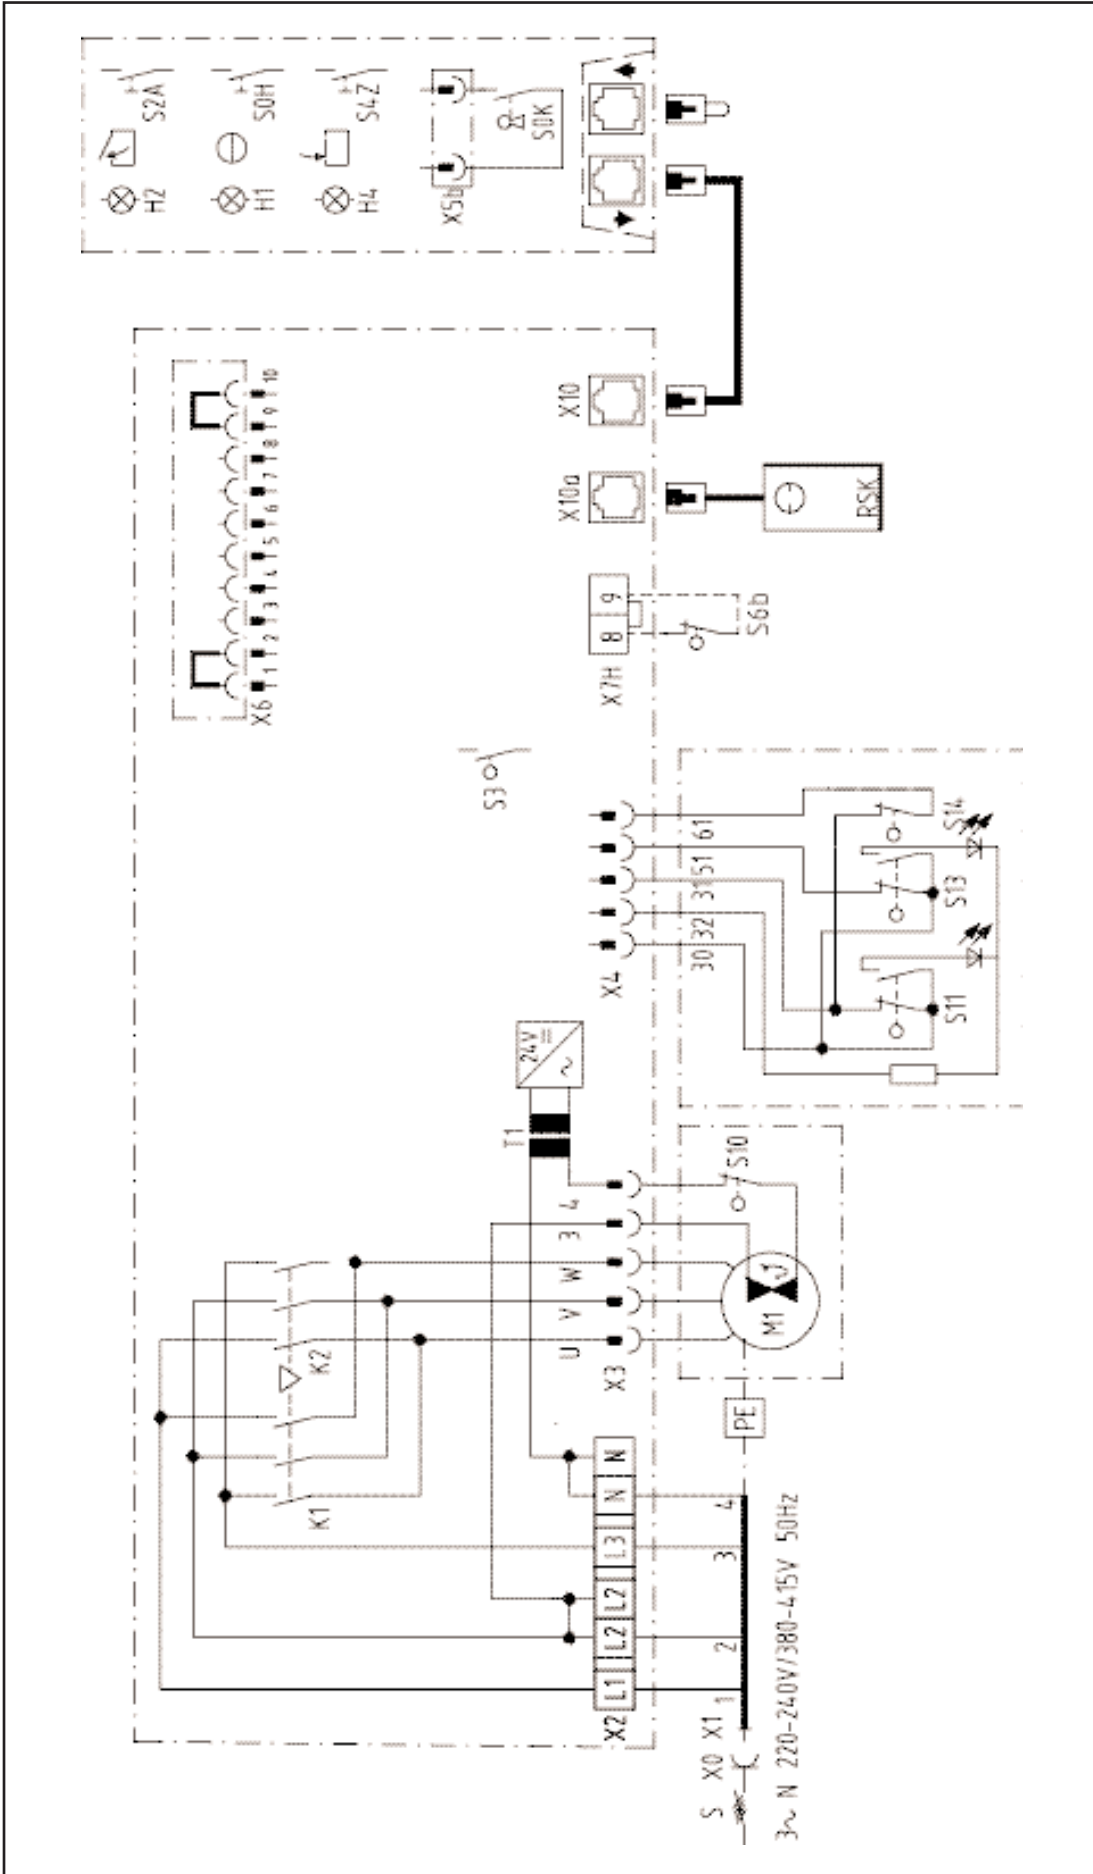 S2A
S0H
S4Z
H2
H1
H4
X5b
S0K
X6
1 2 3 4 5 6 7 8 9 10
X10
X10a
RSK
X7H
8 9
S6b
S3
X4
30 32 31 51 61
S11
S13
S14
24V
=
~
T1
X3
U V W 3 4
S10
M1
K1
K2
PE
X2
L1 L2 L2 L3 N N
1 2 3 4
S X0 X1
3~ N 220-240V/380-415V 50Hz